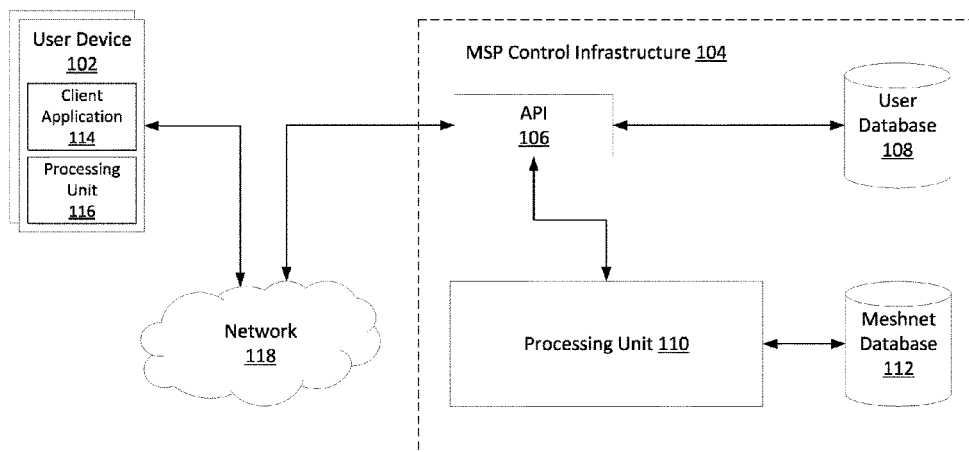 User Device
102
Client
Application
114
Processing
Unit
116
Network
118
MSP Control Infrastructure 104
API
106
User
Database
108
Processing Unit 110
Meshnet
Database
112